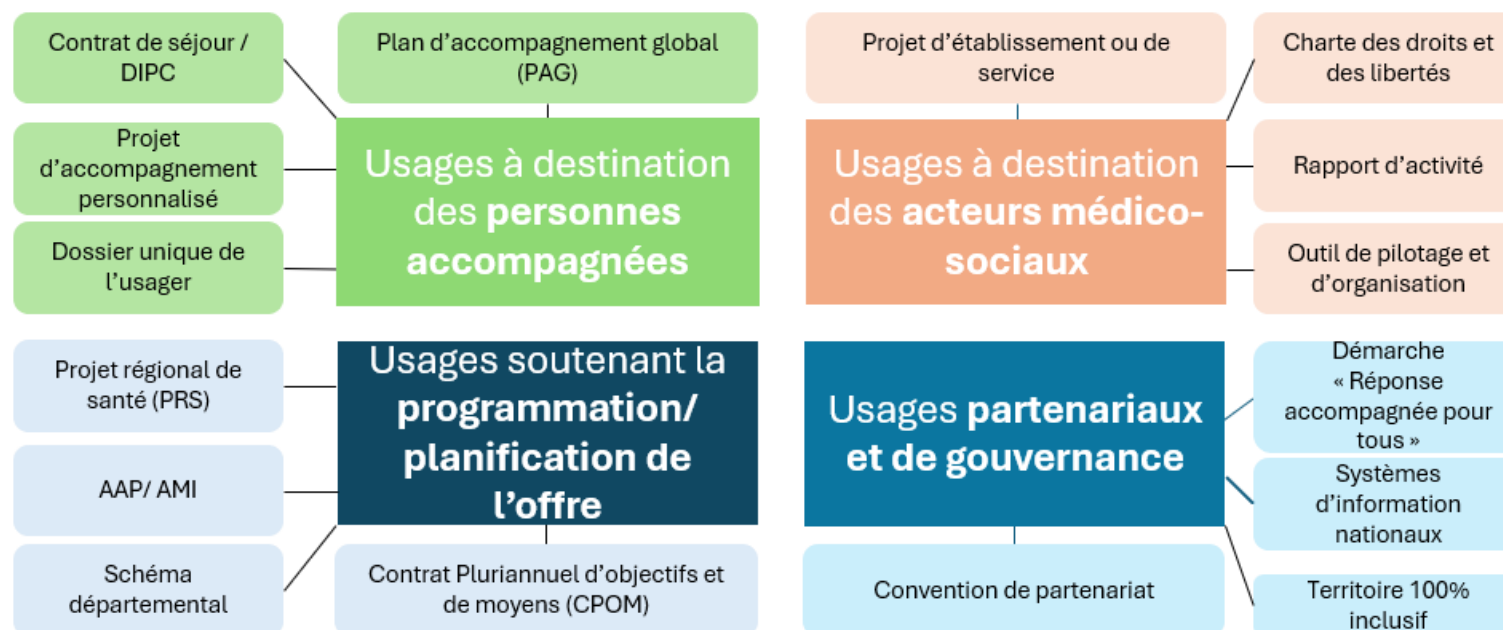 Contrat de séjour /
DIPC
Plan d’accompagnement global
(PAG)
Projet
d’accompagnement
personnalisé
Dossier unique de
l’usager
Usages à destination
des personnes
accompagnées
Projet d’établissement ou de
service
Charte des droits et
des libertés
Usages à destination
des acteurs médico-
sociaux
Rapport d’activité
Outil de pilotage et
d’organisation
Projet régional de
santé (PRS)
AAP/ AMI
Schéma
départemental
Usages soutenant la
programmation/
planification de
l’offre
Contrat Pluriannuel d’objectifs et
de moyens (CPOM)
Usages partenariaux
et de gouvernance
Démarche
« Réponse
accompagnée pour
tous »
Systèmes
d’information
nationaux
Convention de partenariat
Territoire 100%
inclusif